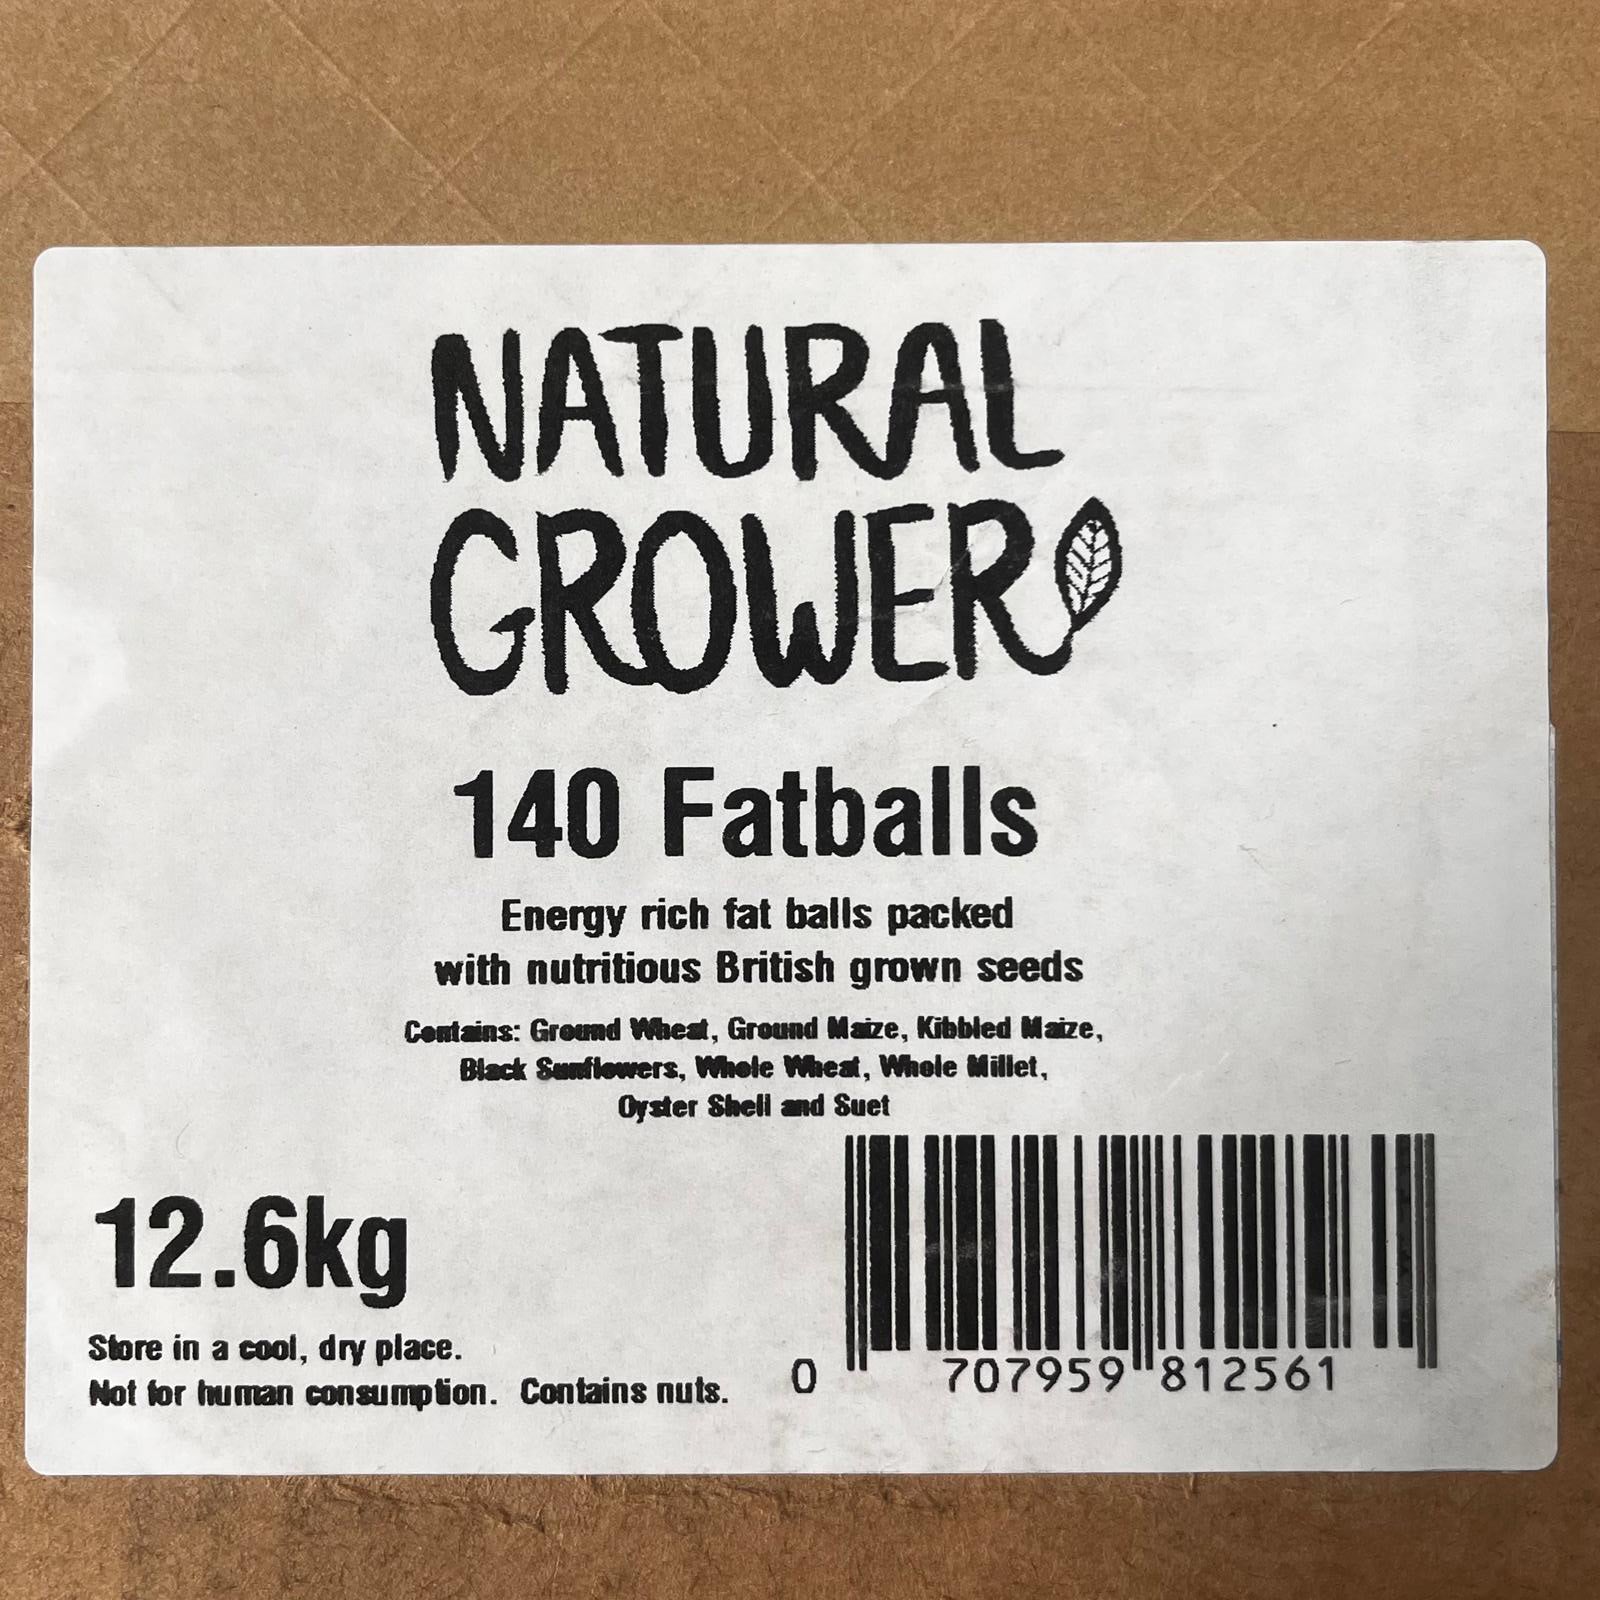 NATURAL
GROWER
140 Fatballs
Energy rich fat balls packed
with nutritious British grown seeds
Contains: Ground Wheat, Ground Maize, Kibbled Maize,
Black Sunflowers, Whole Wheat, Whole Millet,
Oyster Shell and Suet
12.6kg
Store in a cool, dry place.
Not for human consumption. Contains nuts.
0 707959 812561